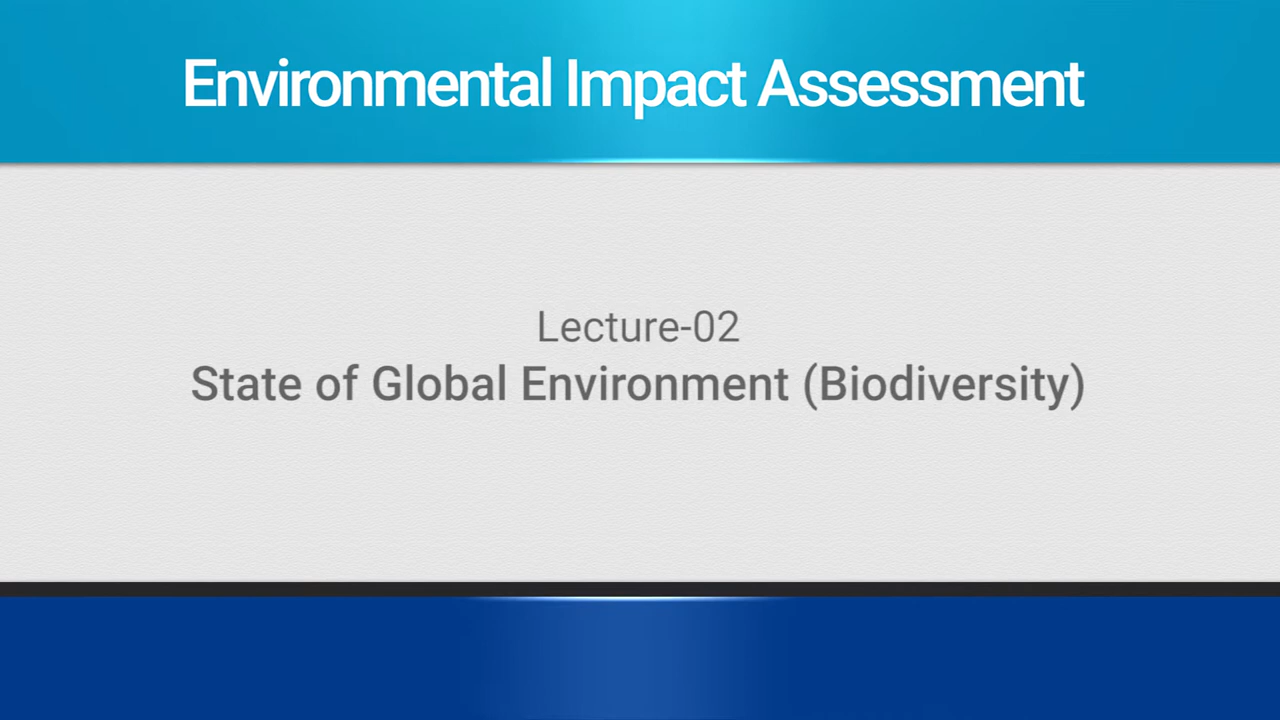 Environmental Impact Assessment
Lecture-02
State of Global Environment (Biodiversity)